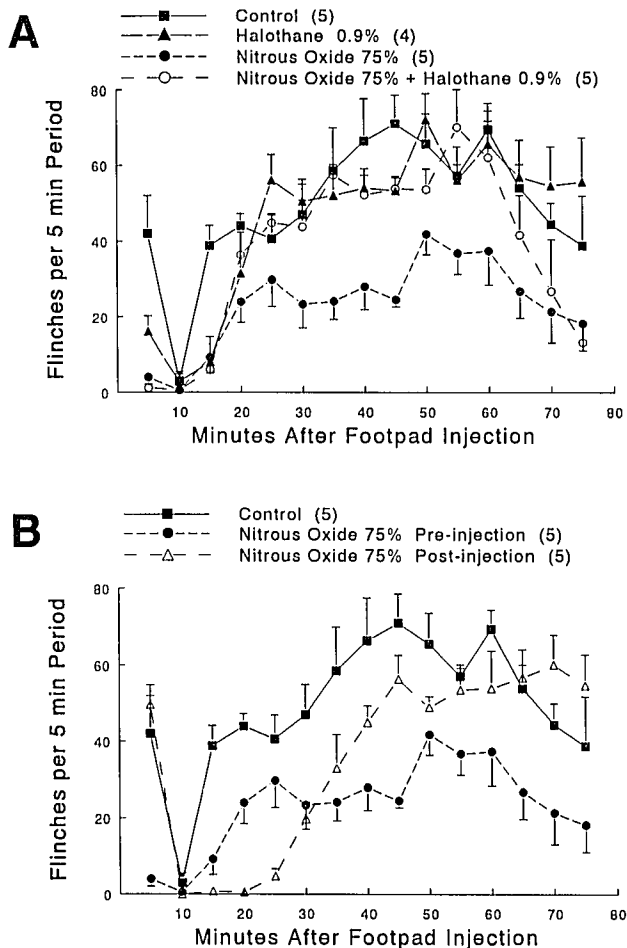 A
Control (5)
Halothane 0.9% (4)
Nitrous Oxide 75% (5)
Nitrous Oxide 75% + Halothane 0.9% (5)
Flinches per 5 min Period
80
60
40
20
0
10 20 30 40 50 60 70 80
Minutes After Footpad Injection
B
Control (5)
Nitrous Oxide 75% Pre-injection (5)
Nitrous Oxide 75% Post-injection (5)
Flinches per 5 min Period
80
60
40
20
0
10 20 30 40 50 60 70 80
Minutes After Footpad Injection